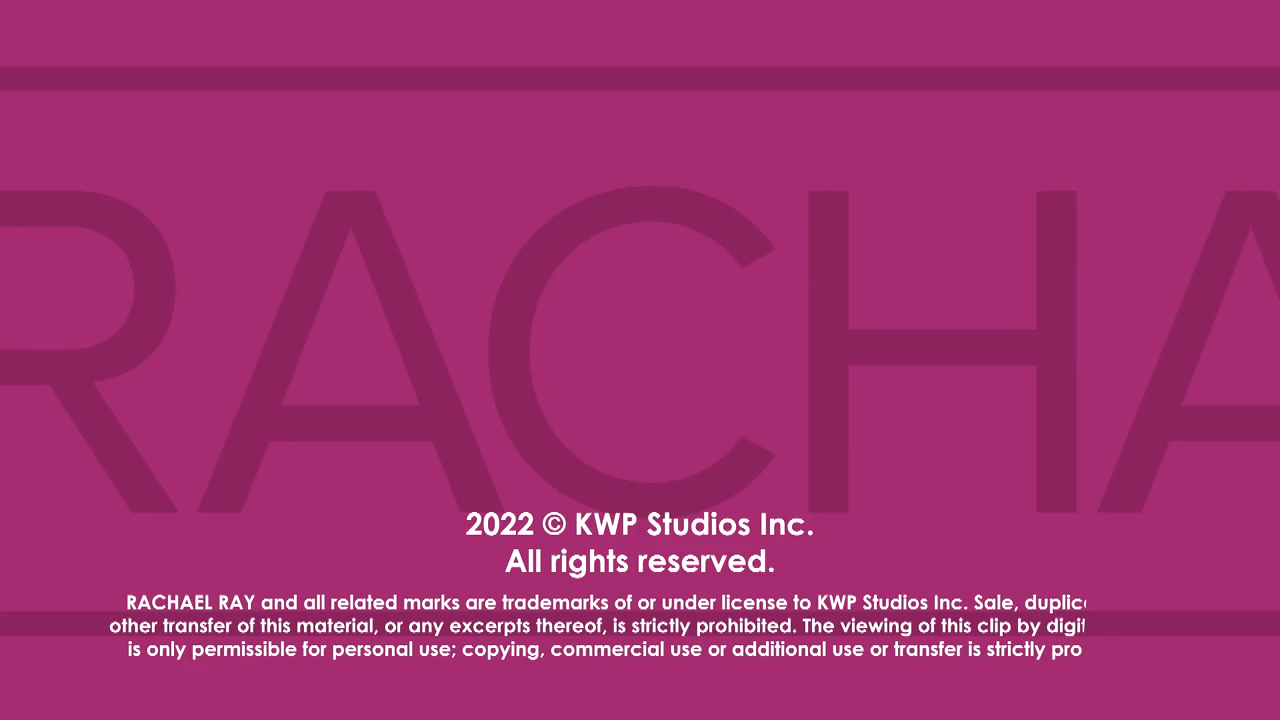 RACHA
2022 © KWP Studios Inc.
All rights reserved.
RACHAEL RAY and all related marks are trademarks of or under license to KWP Studios Inc. Sale,
other transfer of this material, or any excerpts thereof, is strictly prohibited. The viewing of this clip by
is only permissible for personal use; copying, commercial use or additional use or transfer is strictly